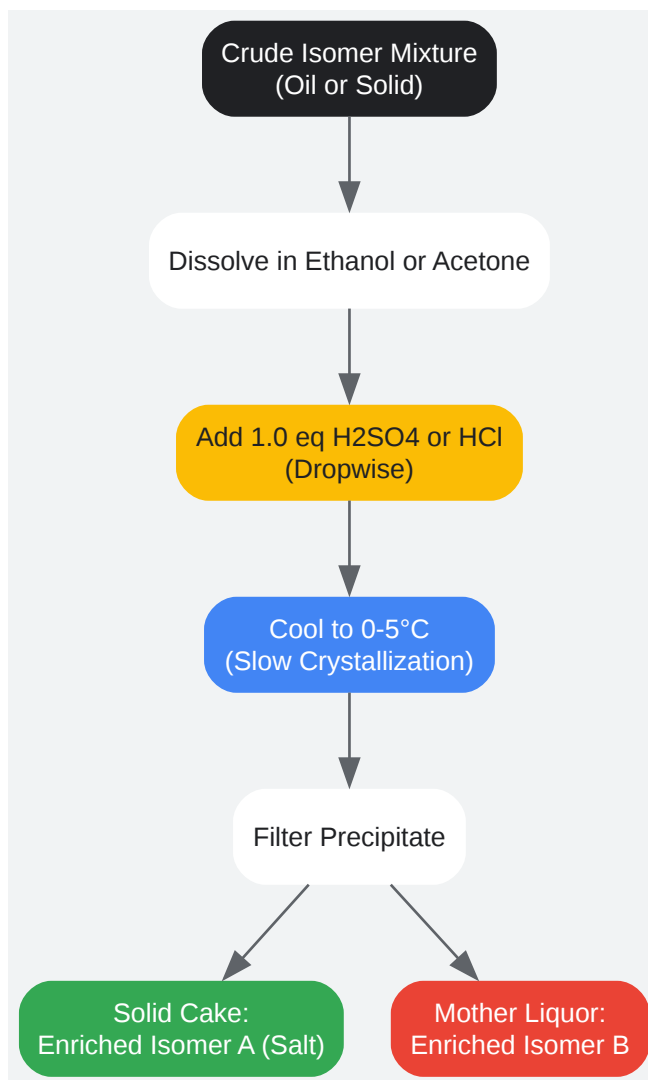 Crude Isomer Mixture
(Oil or Solid)
Dissolve in Ethanol or Acetone
Add 1.0 eq H2SO4 or HCl
(Dropwise)
Cool to 0-5°C
(Slow Crystallization)
Filter Precipitate
Solid Cake:
Enriched Isomer A (Salt)
Mother Liquor:
Enriched Isomer B